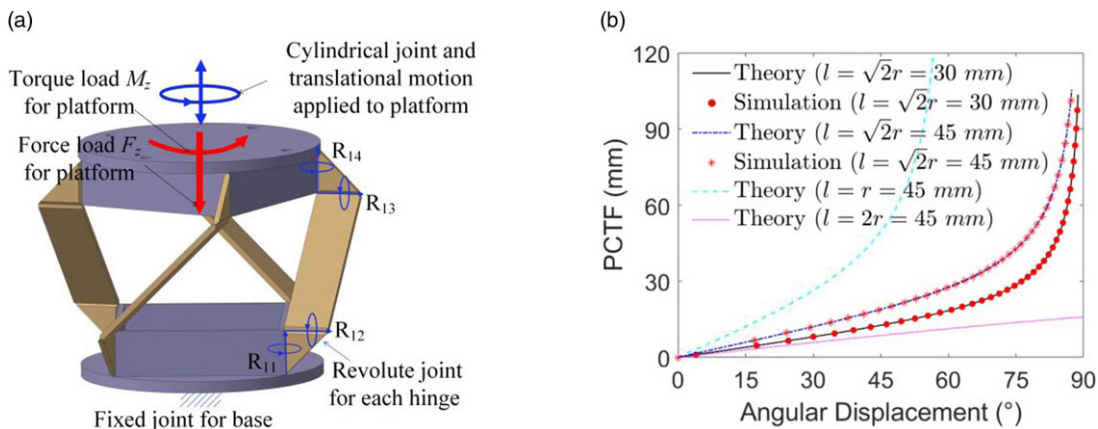 (a)
Torque load M_z
for platform
Force load F_z
for platform
Cylindrical joint and
translational motion
applied to platform
R₁₄
R₁₃
R₁₂
R₁₁
Revolute joint
for each hinge
Fixed joint for base
(b)
PCTF (mm)
120
90
60
30
0
Theory (l = √2r = 30 mm)
Simulation (l = √2r = 30 mm)
Theory (l = √2r = 45 mm)
Simulation (l = √2r = 45 mm)
Theory (l = r = 45 mm)
Theory (l = 2r = 45 mm)
0 15 30 45 60 75 90
Angular Displacement (°)